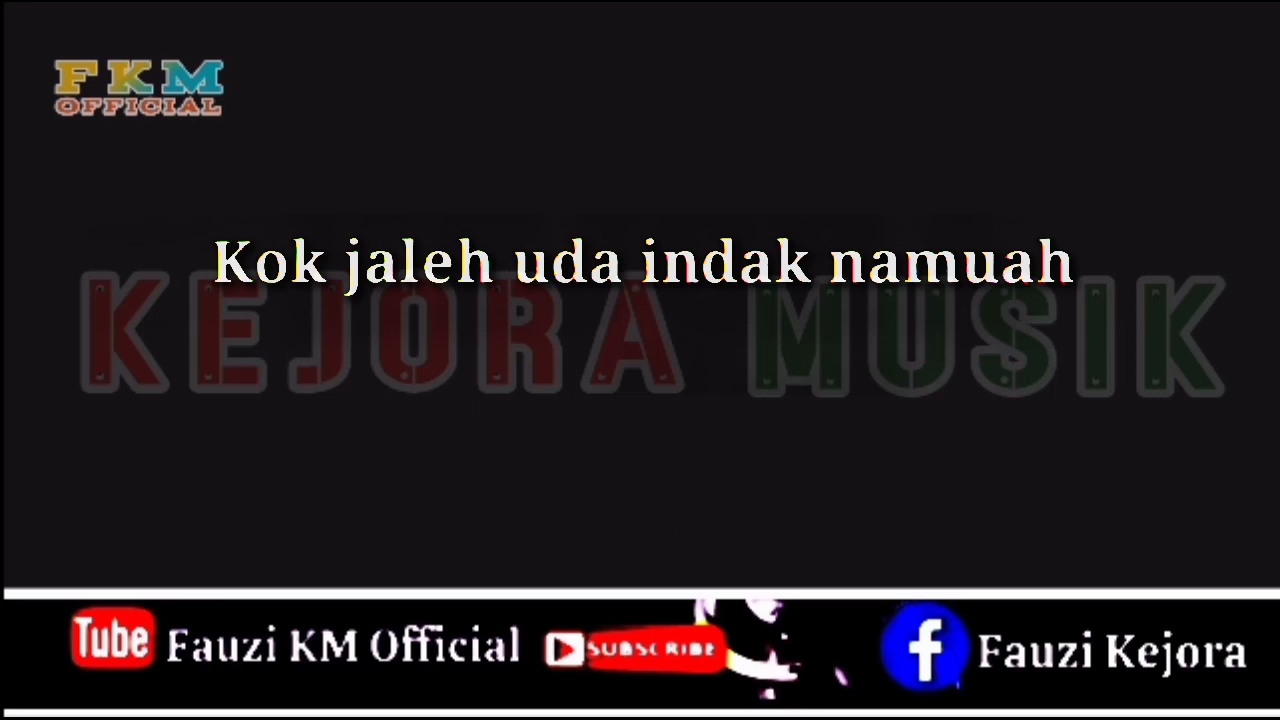 FKM
OFFICIAL
Kok jaleh uda indak namuah
KEJORA MUSIK
Tube Fauzi KM Official SUBSCRIBE f Fauzi Kejora